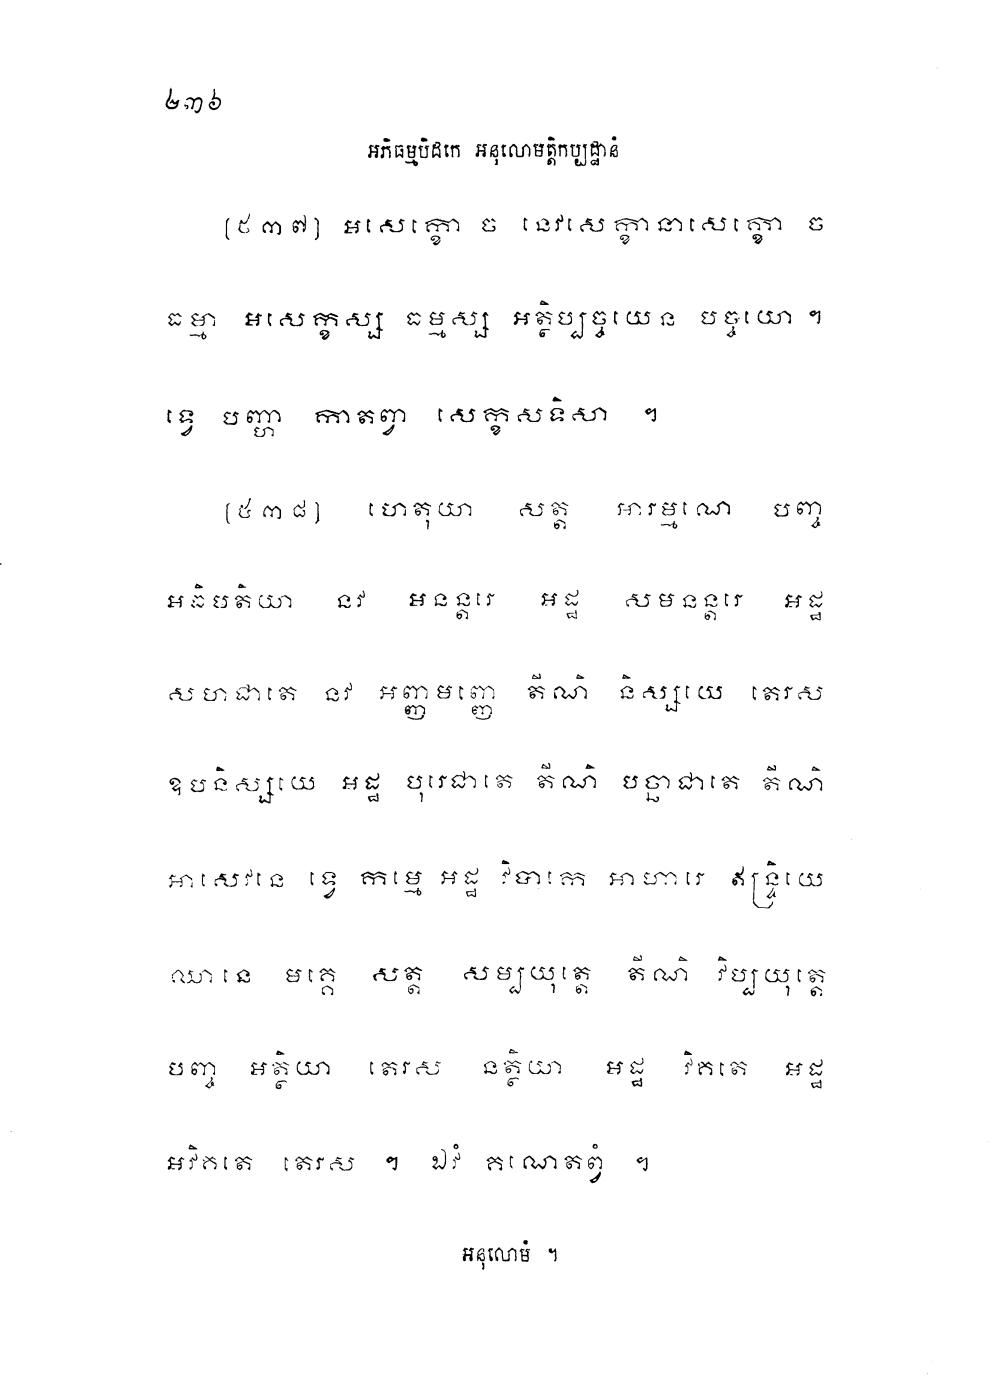 ២៣៦
អភិធម្មបិដកេ អនុលោមត្តិកប្បដ្ឋានំ
(៥៣៧) អសេក្ខោ ច នេវសេក្ខានាសេក្ខោ ច
ធម្មា អសេក្ខស្ស ធម្មស្ស អត្ថិប្បច្ចយេន បច្ចយោ ។
ទ្វេ បញ្ហា កាតព្វា សេក្ខសទិសា ។
(៥៣៨) ហេតុយា សត្ត អារម្មណេ បញ្ច
អធិបតិយា នវ អនន្តរេ អដ្ឋ សមនន្តរេ អដ្ឋ
សហជាតេ នវ អញ្ញមញ្ញេ តីណិ និស្សយេ តេរស
ឧបនិស្សយេ អដ្ឋ បុរេជាតេ តីណិ បច្ឆាជាតេ តីណិ
អាសេវនេ ទ្វេ កម្មេ អដ្ឋ វិបាកេ អាហារេ ឥន្ទ្រិយេ
ឈានេ មគ្គេ សត្ត សម្បយុត្តេ តីណិ វិប្បយុត្តេ
បញ្ច អត្ថិយា តេរស នត្ថិយា អដ្ឋ វិគតេ អដ្ឋ
អវិគតេ តេរស ។ ឯវំ គណេតព្វំ ។
អនុលោមំ ។